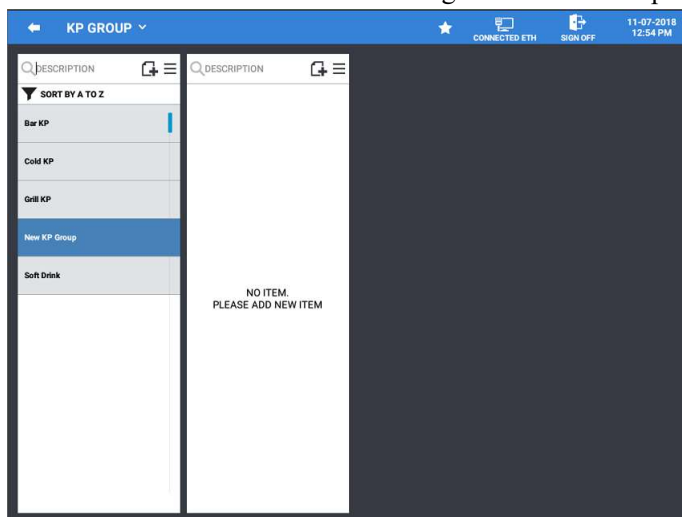 KP GROUP
CONNECTED ETH
SIGN OFF
11-07-2018
12:54 PM
DESCRIPTION
SORT BY A TO Z
Bar KP
Cold KP
Grill KP
New KP Group
Soft Drink
DESCRIPTION
NO ITEM.
PLEASE ADD NEW ITEM